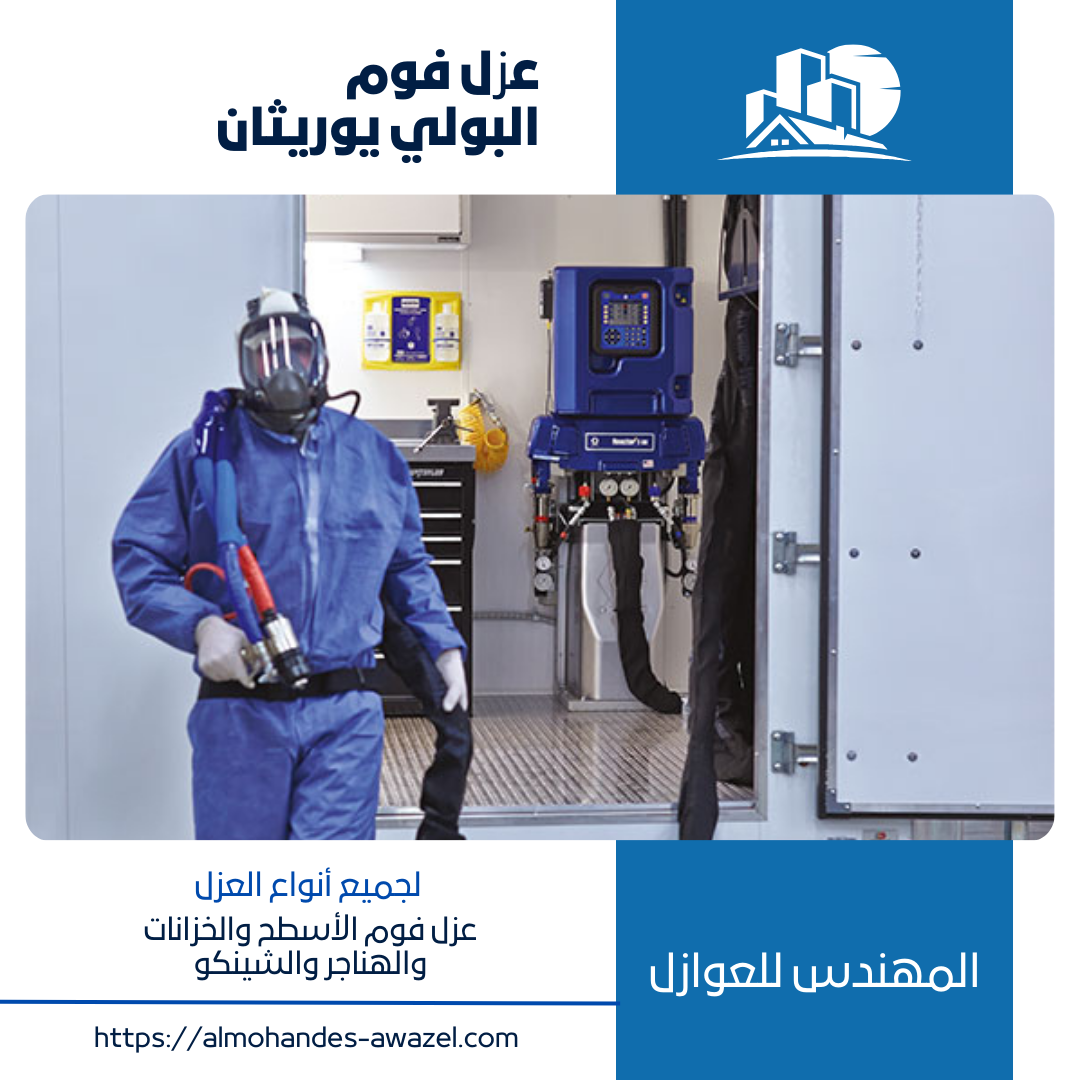 عزل فوم
البولي يوريثان
لجميع أنواع العزل
عزل فوم الأسطح والخزانات
والهناجر والشينكو
المهندس للعوازل
https://almohandes-awazel.com